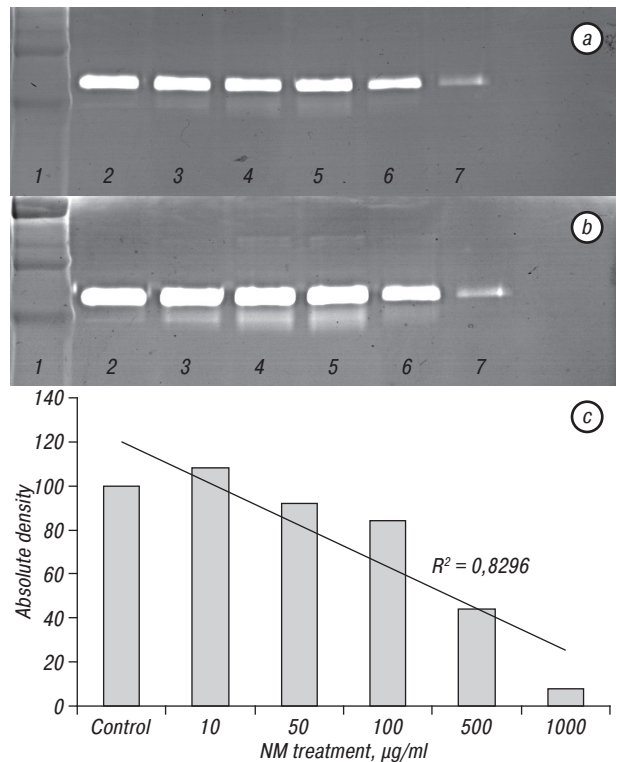 a
1 2 3 4 5 6 7
b
1 2 3 4 5 6 7
c
140
120
100
80
60
40
20
0
Absolute density
R² = 0,8296
Control 10 50 100 500 1000
NM treatment, µg/ml